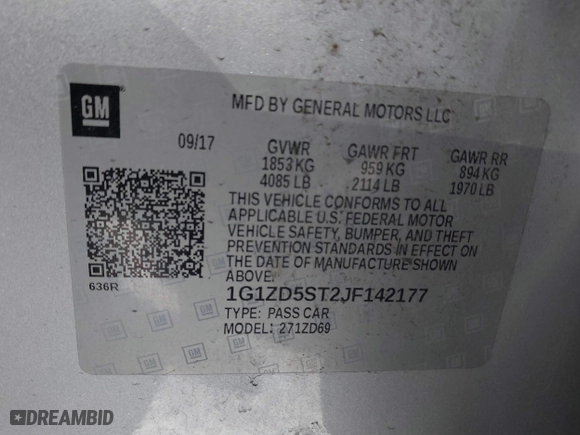 GM
MFD BY GENERAL MOTORS LLC
09/17
GVWR GAWR FRT GAWR RR
1853 KG 959 KG 894 KG
4085 LB 2114 LB 1970 LB
THIS VEHICLE CONFORMS TO ALL
APPLICABLE U.S. FEDERAL MOTOR
VEHICLE SAFETY, BUMPER, AND THEFT
PREVENTION STANDARDS IN EFFECT ON
THE DATE OF MANUFACTURE SHOWN
ABOVE.
636R
1G1ZD5ST2JF142177
TYPE: PASS CAR
MODEL: 271ZD69
DREAMBID